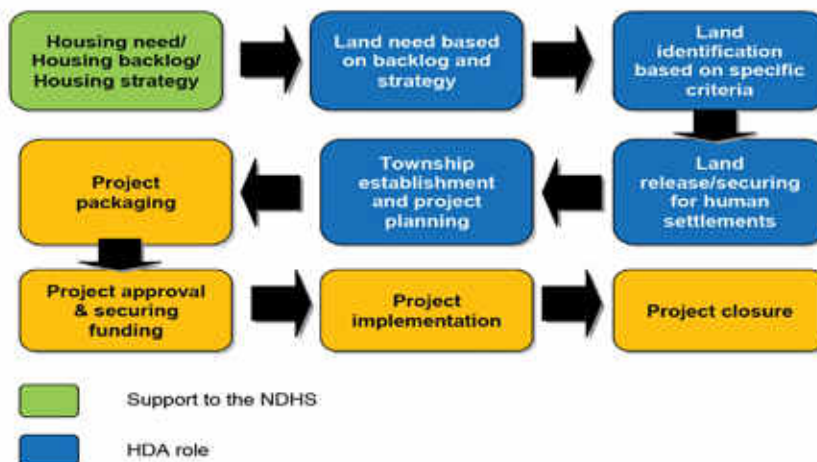 Housing need/
Housing backlog/
Housing strategy
Land need based
on backlog and
strategy
Land
identification
based on specific
criteria
Project
packaging
Township
establishment
and project
planning
Land
release/securing
for human
settlements
Project approval
& securing
funding
Project
implementation
Project closure
Support to the NDHS
HDA role